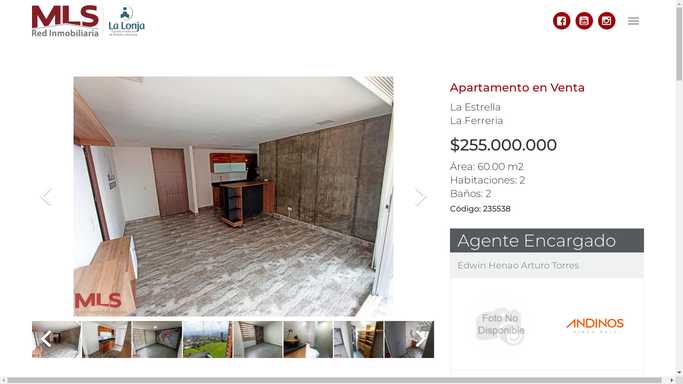 MLS
Red Inmobiliaria
La Lonja
Apartamento en Venta
La Estrella
La Ferreria
$255.000.000
Área: 60.00 m2
Habitaciones: 2
Baños: 2
Código: 235538
Agente Encargado
Edwin Henao Arturo Torres
MLS
Foto No
Disponible
ANDINOS